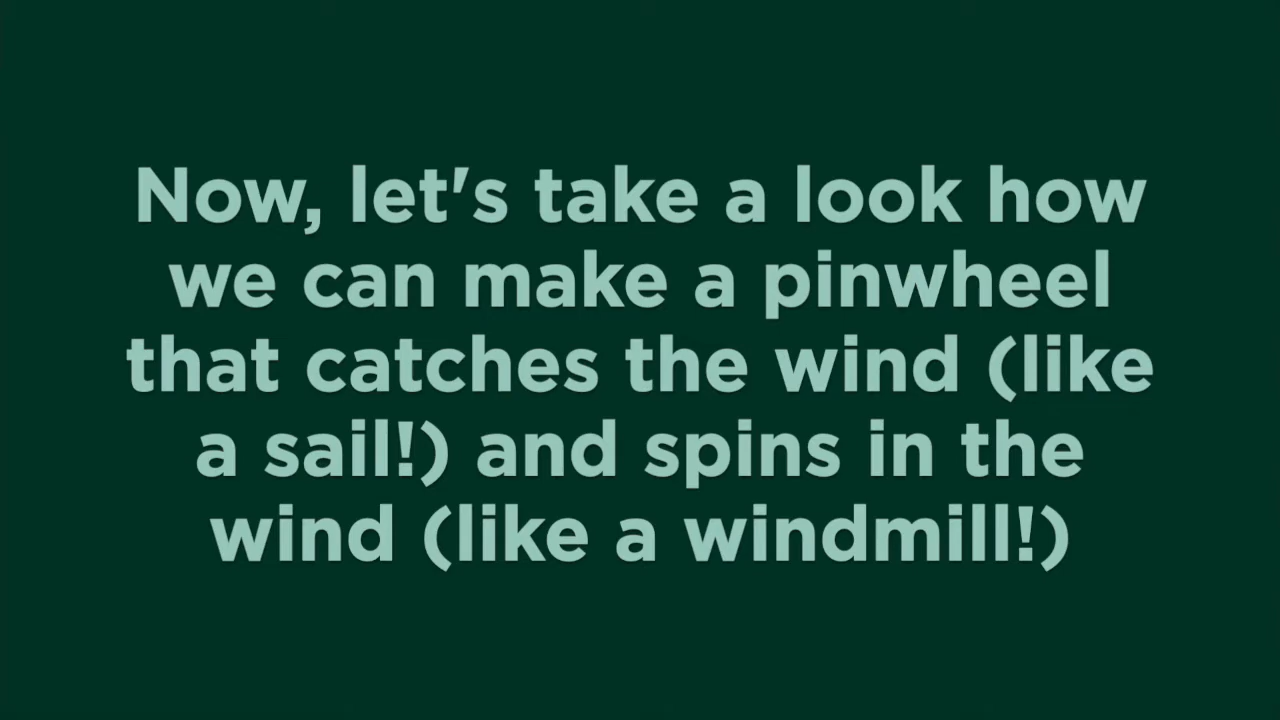 Now, let's take a look how
we can make a pinwheel
that catches the wind (like
a sail!) and spins in the
wind (like a windmill!)